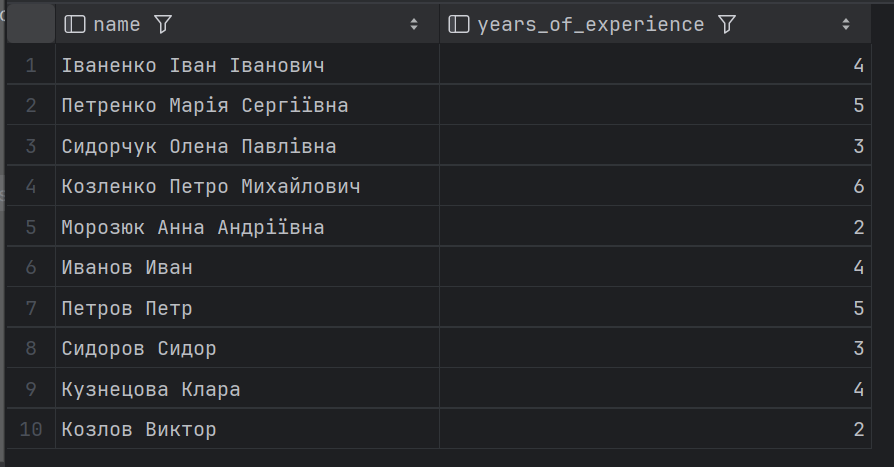 name years_of_experience
1 Іваненко Іван Іванович 4
2 Петренко Марія Сергіївна 5
3 Сидорчук Олена Павлівна 3
4 Козленко Петро Михайлович 6
5 Морозюк Анна Андріївна 2
6 Иванов Иван 4
7 Петров Петр 5
8 Сидоров Сидор 3
9 Кузнецова Клара 4
10 Козлов Виктор 2